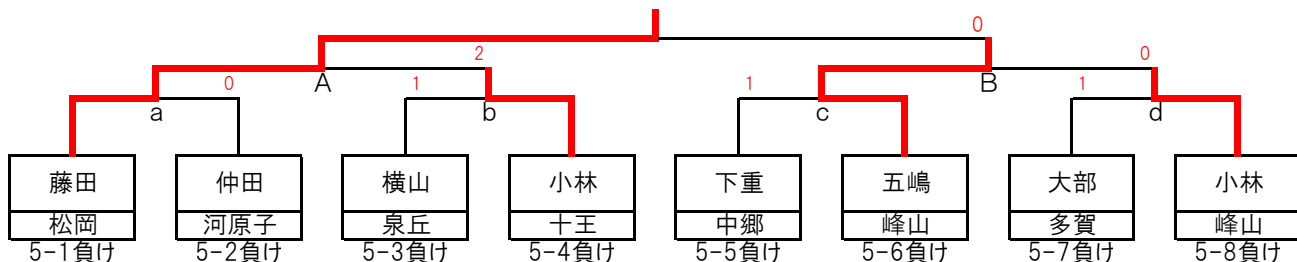 0
2 0
0 A 1 1 B 1
a b c d
藤田 仲田 横山 小林 下重 五嶋 大部 小林
松岡 河原子 泉丘 十王 中郷 峰山 多賀 峰山
5-1負け 5-2負け 5-3負け 5-4負け 5-5負け 5-6負け 5-7負け 5-8負け